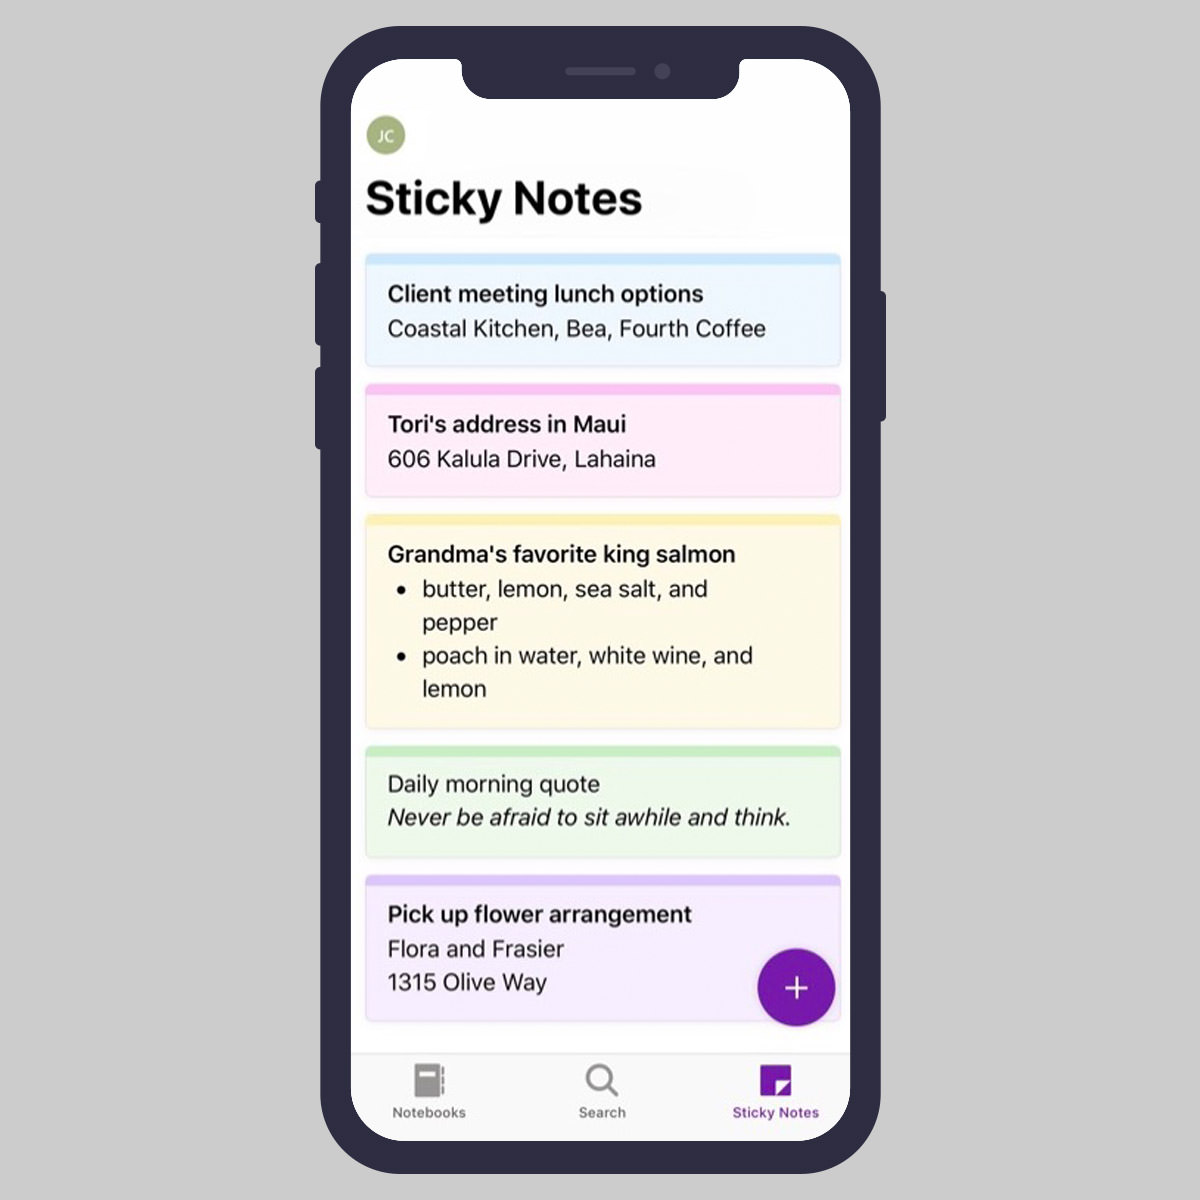 JC
Sticky Notes
Client meeting lunch options
Coastal Kitchen, Bea, Fourth Coffee
Tori's address in Maui
606 Kalula Drive, Lahaina
Grandma's favorite king salmon
• butter, lemon, sea salt, and
pepper
• poach in water, white wine, and
lemon
Daily morning quote
Never be afraid to sit awhile and think.
Pick up flower arrangement
Flora and Frasier
1315 Olive Way
+
Notebooks
Search
Sticky Notes